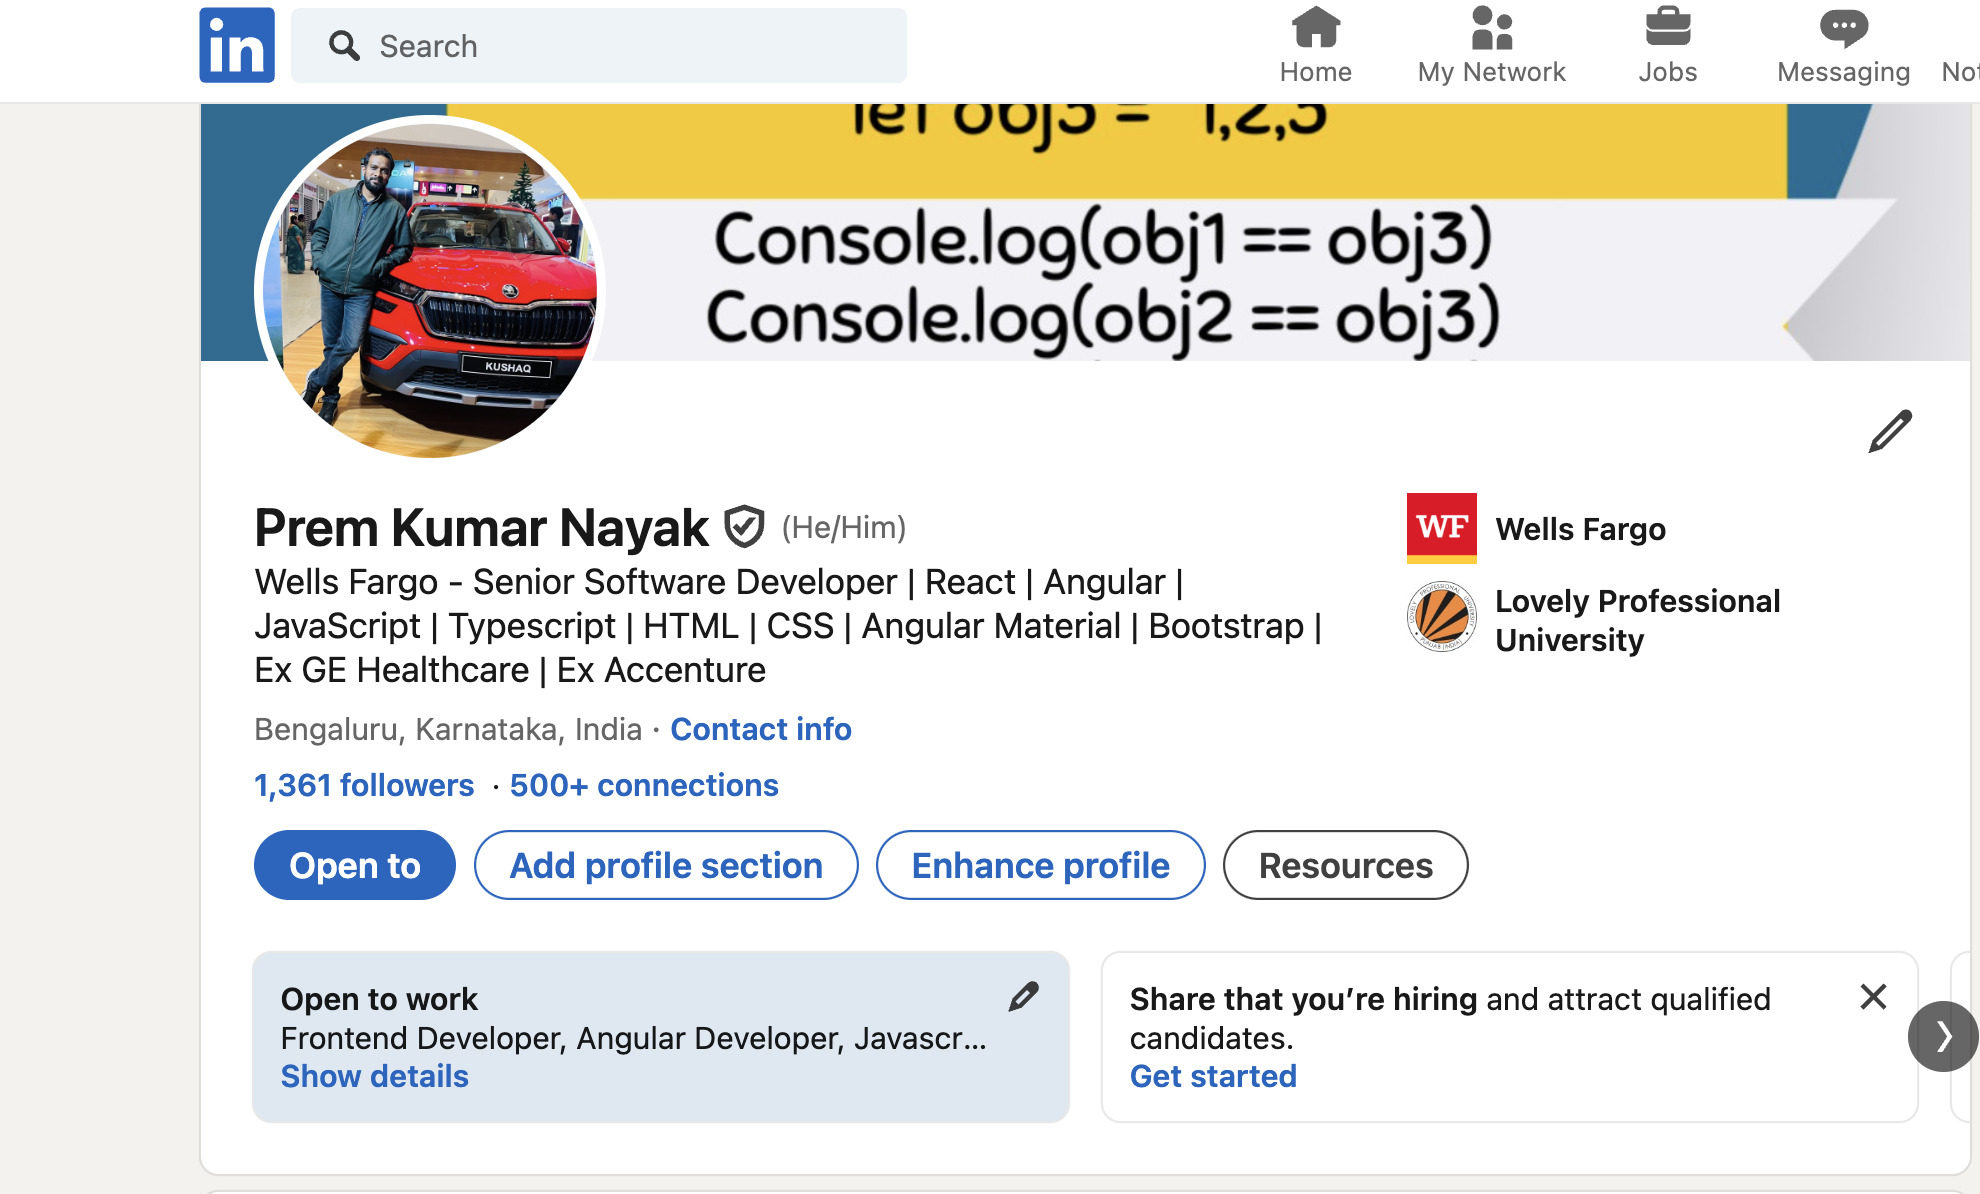 in
Search
Home
My Network
Jobs
Messaging
Not
let obj3 = "1,2,3
Console.log(obj1 == obj3)
Console.log(obj2 == obj3)
KUSHAQ
Prem Kumar Nayak (He/Him)
Wells Fargo - Senior Software Developer | React | Angular |
JavaScript | Typescript | HTML | CSS | Angular Material | Bootstrap |
Ex GE Healthcare | Ex Accenture
WF
Wells Fargo
Lovely Professional
University
Bengaluru, Karnataka, India · Contact info
1,361 followers · 500+ connections
Open to
Add profile section
Enhance profile
Resources
Open to work
Frontend Developer, Angular Developer, Javascr...
Show details
Share that you’re hiring and attract qualified
candidates.
Get started